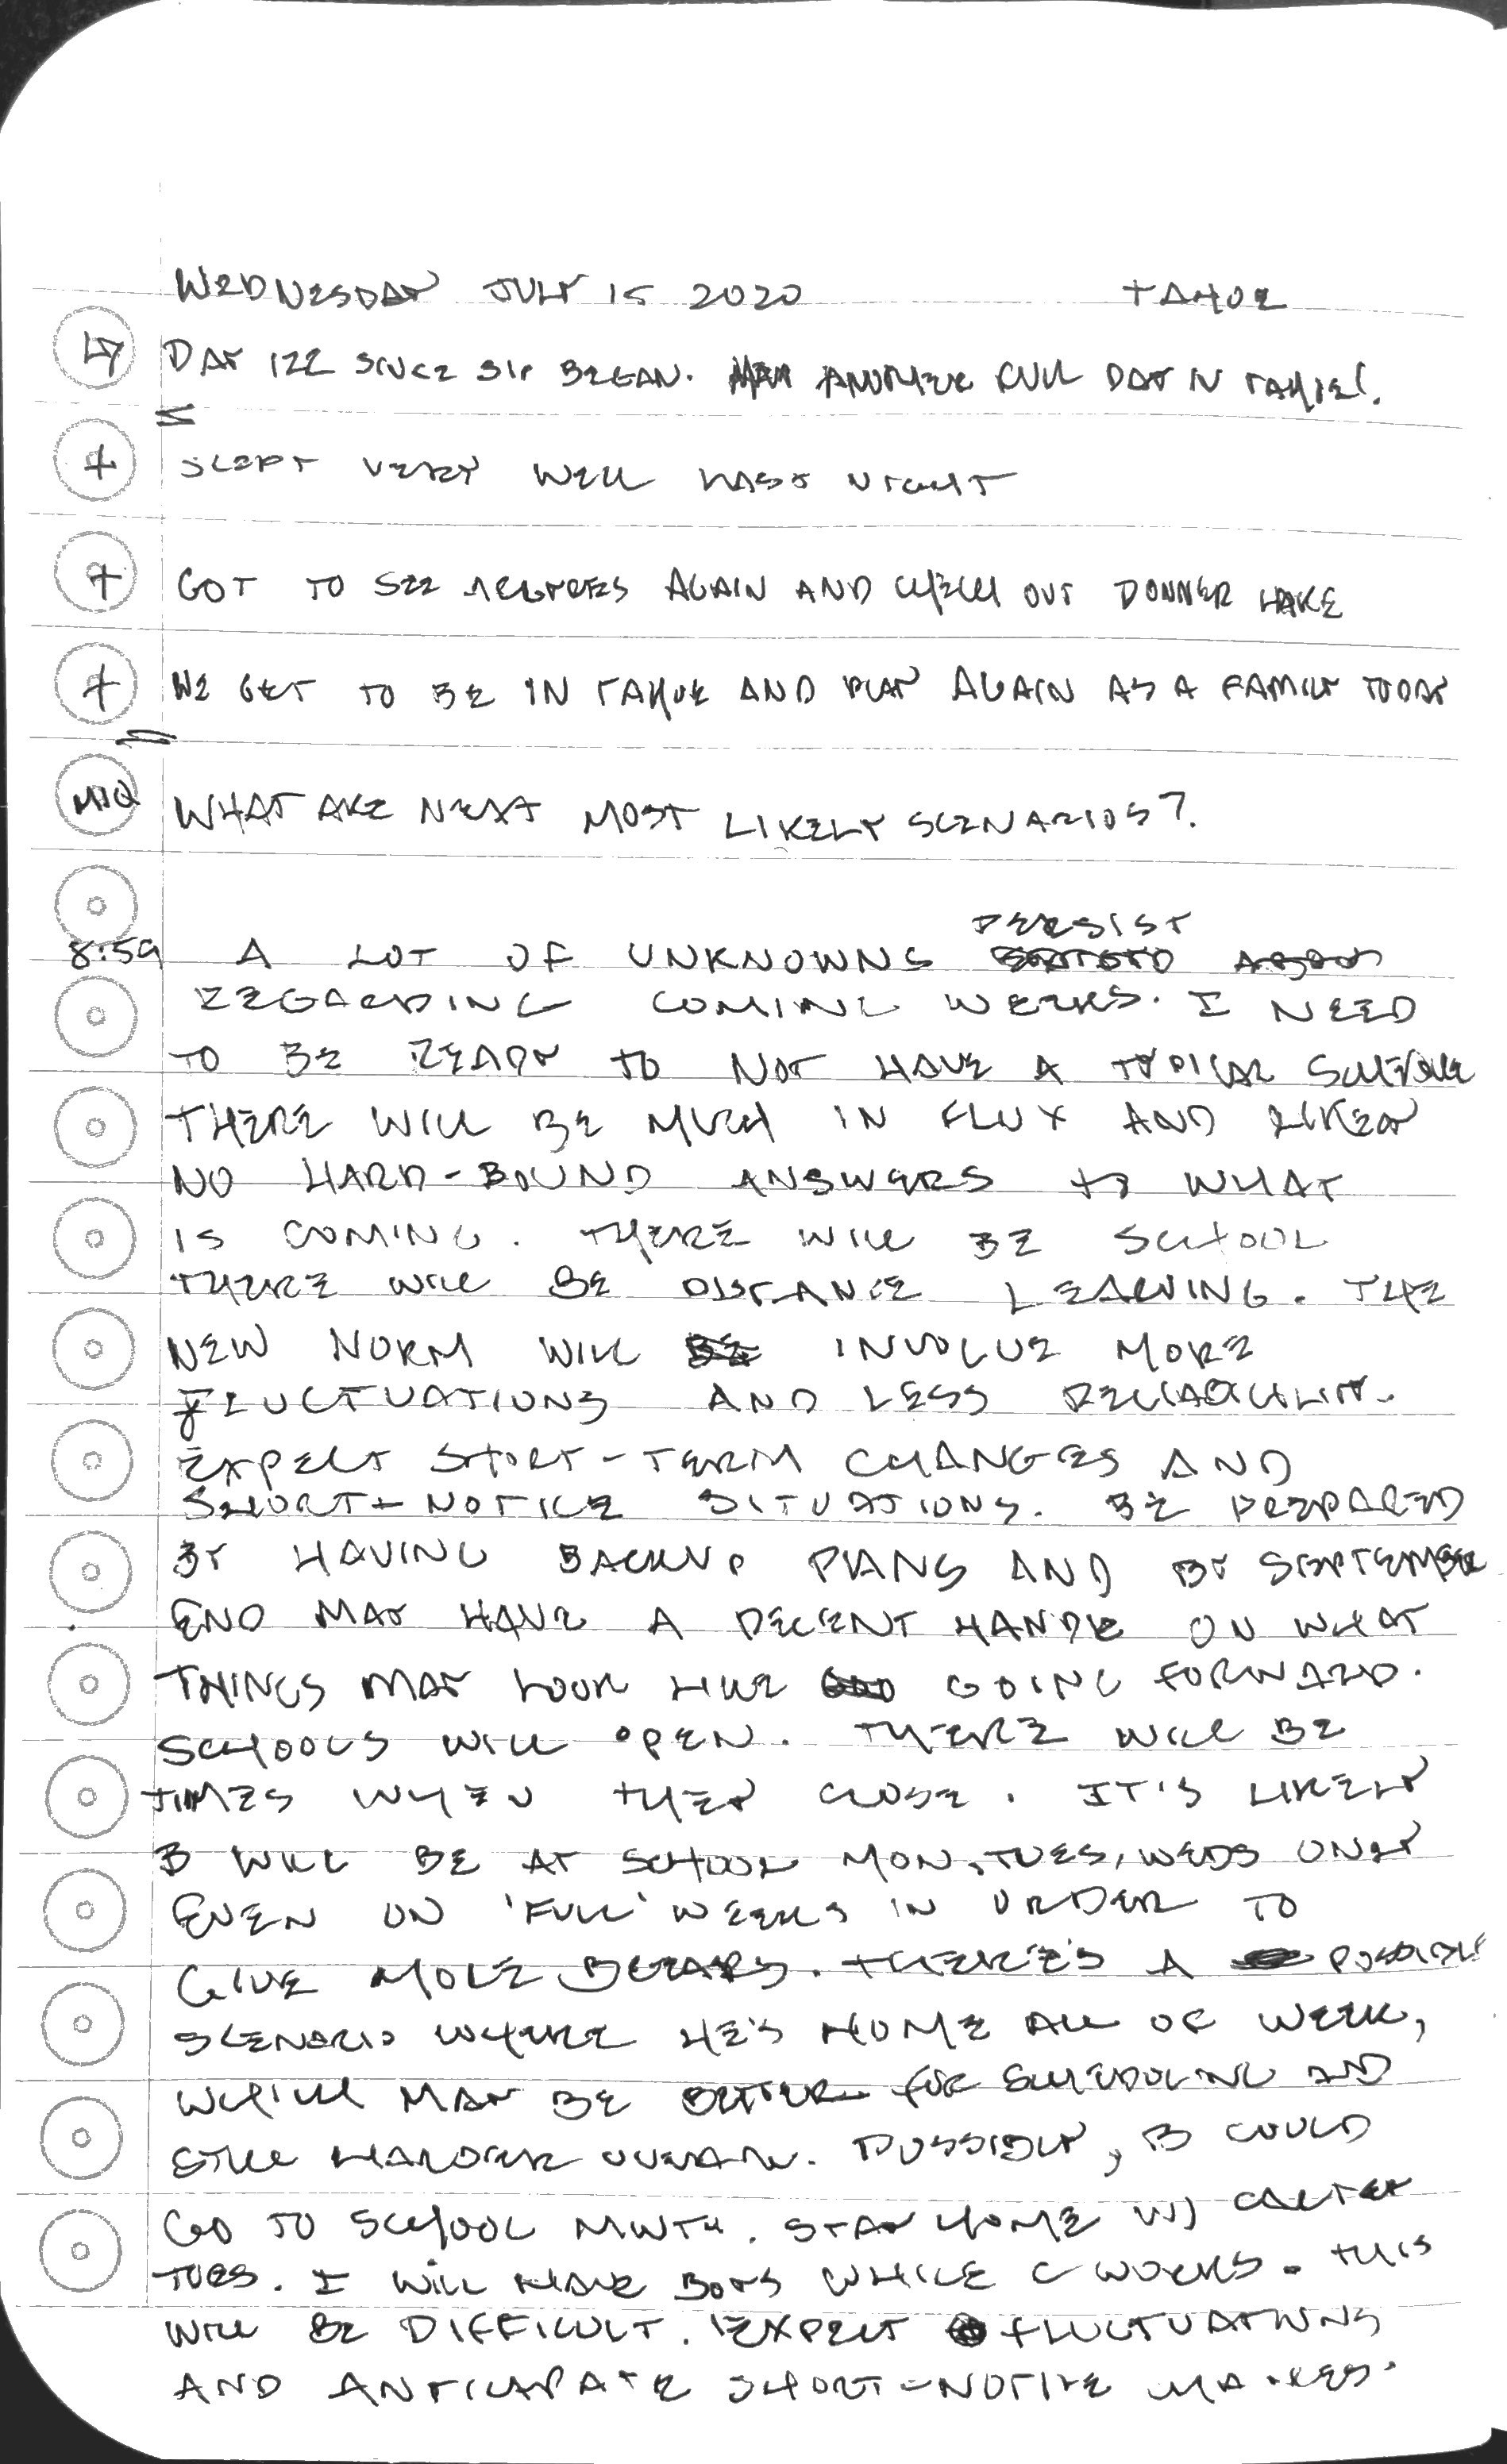 WEDNESDAY JULY 15 2020 TAHOE
DAY 122 SINCE SIP BEGAN. ANOTHER FULL DAY IN TAHOE!
+ SLEPT VERY WELL LAST NIGHT
+ GOT TO SEE AGAIN AND CHECK OUT DONNER LAKE
+ WE GET TO BE IN TAHOE AND PLAY AGAIN AS A FAMILY TODAY
MIQ WHAT ARE NEXT MOST LIKELY SCENARIOS?
PERSIST
8:59 A LOT OF UNKNOWNS
REGARDING COMING WEEKS. I NEED
TO BE READY TO NOT HAVE A TYPICAL SCHEDULE
THERE WILL BE MUCH IN FLUX AND LIKELY
NO HARD-BOUND ANSWERS TO WHAT
IS COMING. THERE WILL BE SCHOOL
THERE WILL BE DISTANCE LEARNING. THE
NEW NORM WILL INVOLVE MORE
FLUCTUATIONS AND LESS RELIABILITY.
EXPECT SHORT-TERM CHANGES AND
SHORT-NOTICE SITUATIONS. BE PREPARED
BY HAVING BACKUP PLANS AND BY SEPTEMBER
END MAY HAVE A DECENT HANDLE ON WHAT
THINGS MAY LOOK LIKE GOING FORWARD.
SCHOOLS WILL OPEN. THERE WILL BE
TIMES WHEN THEY CLOSE. IT'S LIKELY
B WILL BE AT SCHOOL MON, TUES, WEDS ONLY
EVEN ON 'FULL' WEEKS IN ORDER TO
GIVE MORE BREAKS. THERE'S A POSSIBLE
SCENARIO WHERE HE'S HOME ALL OF WEEK,
WHICH MAY BE BETTER FOR SCHEDULING AND
STILL HARDER OVERALL. POSSIBLY, B COULD
GO TO SCHOOL MWTH. STAY HOME W/ CARTER
TUES. I WILL HAVE BOYS WHILE C WORKS. THIS
WILL BE DIFFICULT. EXPECT FLUCTUATIONS
AND ANTICIPATE SHORT-NOTICE